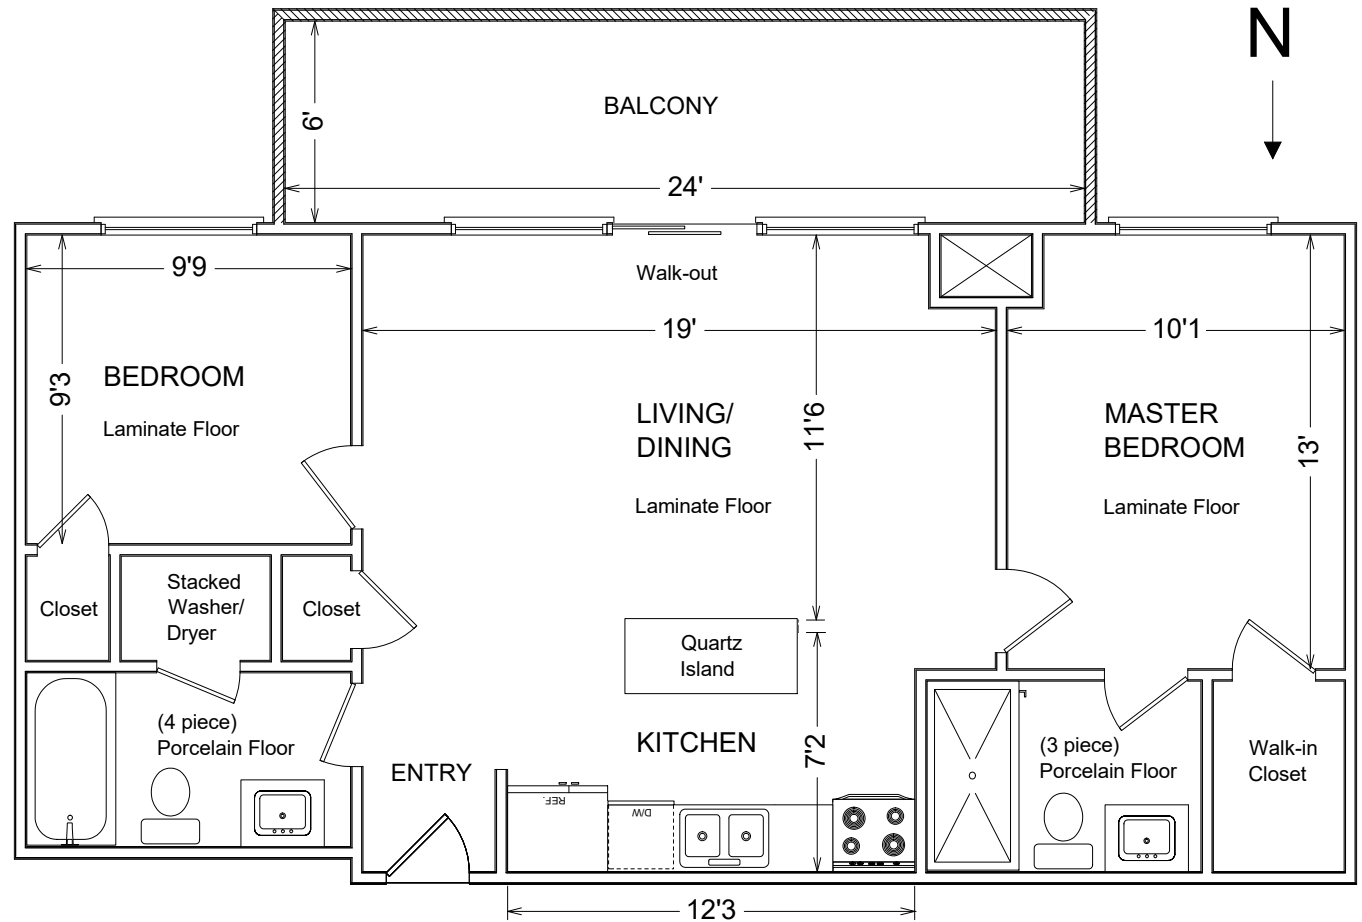 N
BALCONY
6'
24'
9'9
Walk-out
19'
10'1
BEDROOM
9'3
Laminate Floor
LIVING/
DINING
11'6
Laminate Floor
MASTER
BEDROOM
13'
Laminate Floor
Closet
Stacked
Washer/
Dryer
Closet
Quartz
Island
(4 piece)
Porcelain Floor
ENTRY
KITCHEN
7'2
(3 piece)
Porcelain Floor
Walk-in
Closet
REF.
D/W
12'3